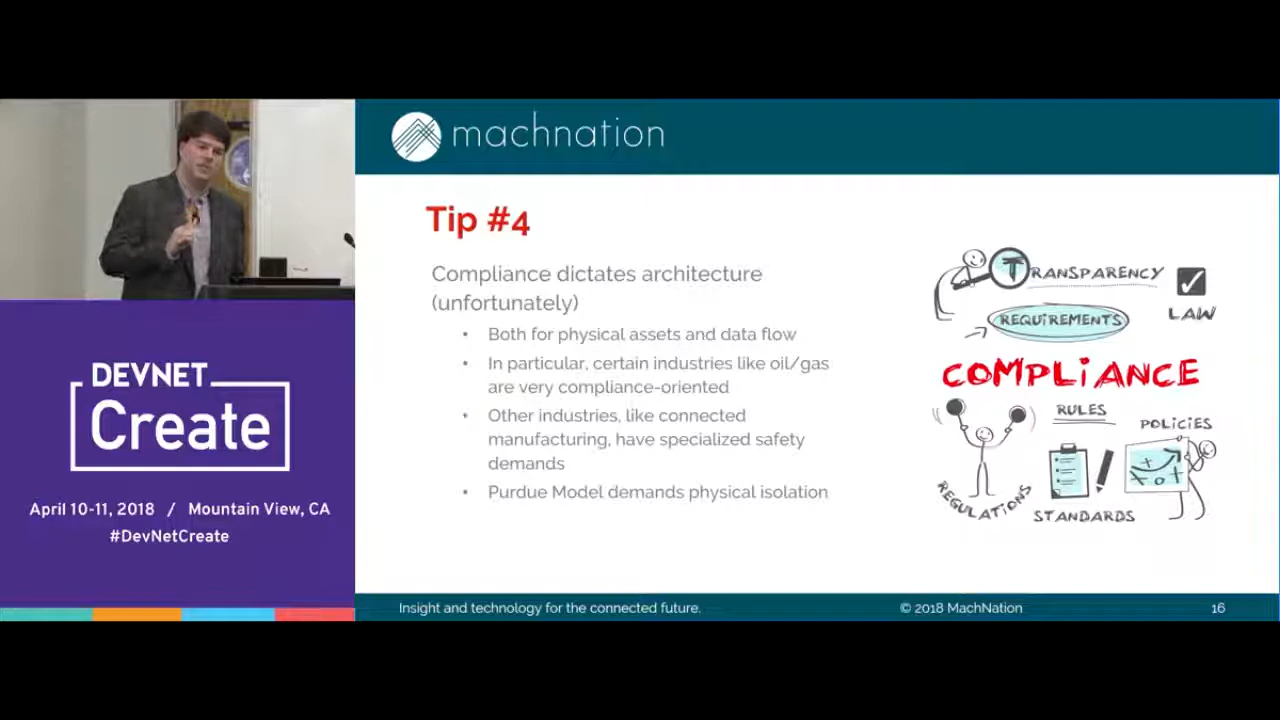 machnation
Tip #4
Compliance dictates architecture
(unfortunately)
• Both for physical assets and data flow
• In particular, certain industries like oil/gas
are very compliance-oriented
• Other industries, like connected
manufacturing, have specialized safety
demands
• Purdue Model demands physical isolation
TRANSPARENCY
LAW
REQUIREMENTS
COMPLIANCE
RULES
POLICIES
REGULATIONS
STANDARDS
DEVNET
Create
April 10-11, 2018 / Mountain View, CA
#DevNetCreate
Insight and technology for the connected future.
© 2018 MachNation
16